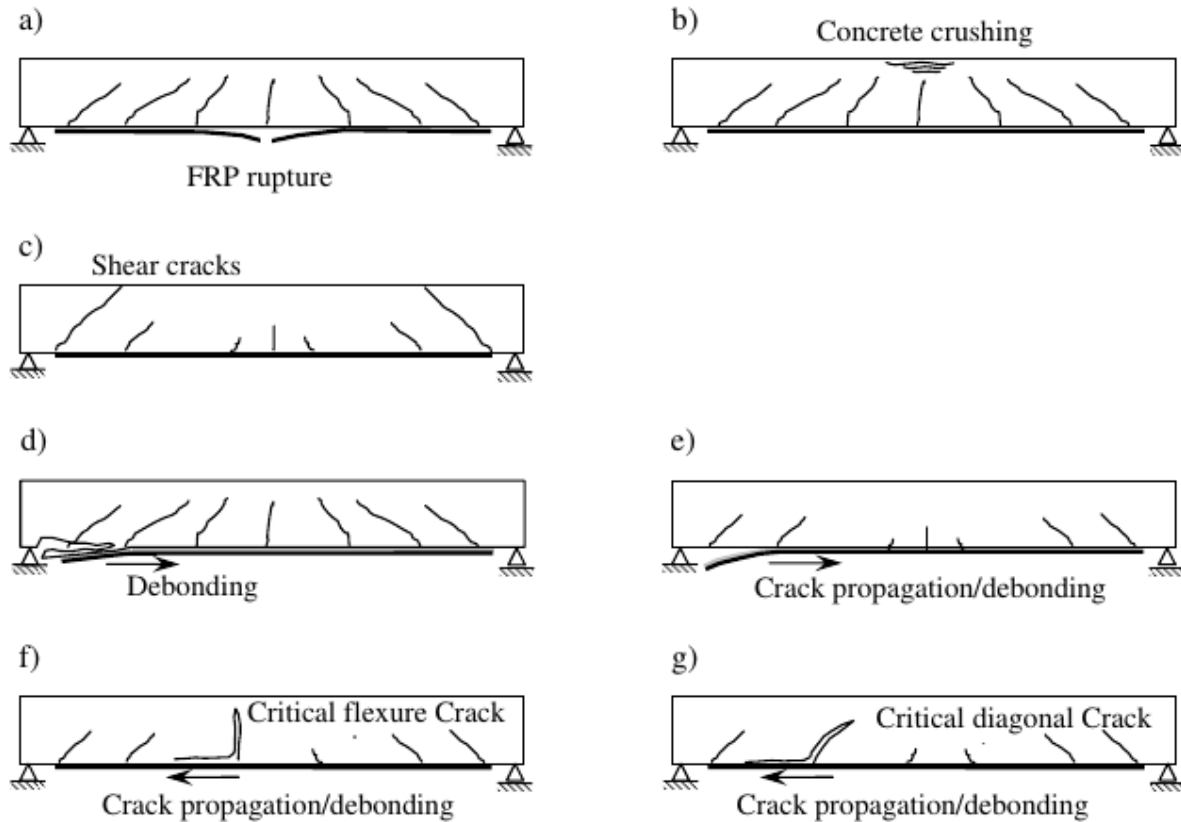 a)
FRP rupture
b)
Concrete crushing
c)
Shear cracks
d)
Debonding
e)
Crack propagation/debonding
f)
Critical flexure Crack
Crack propagation/debonding
g)
Critical diagonal Crack
Crack propagation/debonding